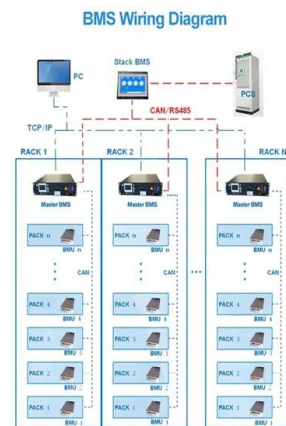 BMS Wiring Diagram
Stack BMS
PC
PCS
CAN/RS485
TCP/IP
RACK 1
RACK 2
RACK N
Master BMS
Master BMS
Master BMS
PACK n
BMU n
PACK n
BMU n
PACK n
BMU n
CAN
CAN
CAN
PACK 4
BMU 4
PACK 4
BMU 4
PACK 4
BMU 4
PACK 3
BMU 3
PACK 3
BMU 3
PACK 3
BMU 3
PACK 2
BMU 2
PACK 2
BMU 2
PACK 2
BMU 2
PACK 1
BMU 1
PACK 1
BMU 1
PACK 1
BMU 1